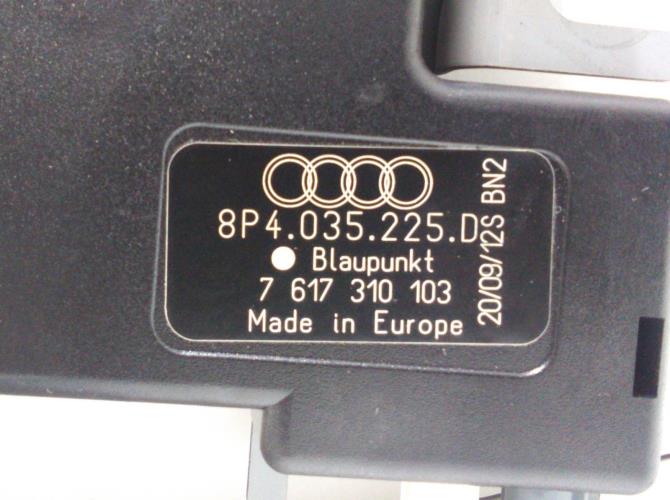 8P4.035.225.D
Blaupunkt
7 617 310 103
Made in Europe
20/09/12S BN2